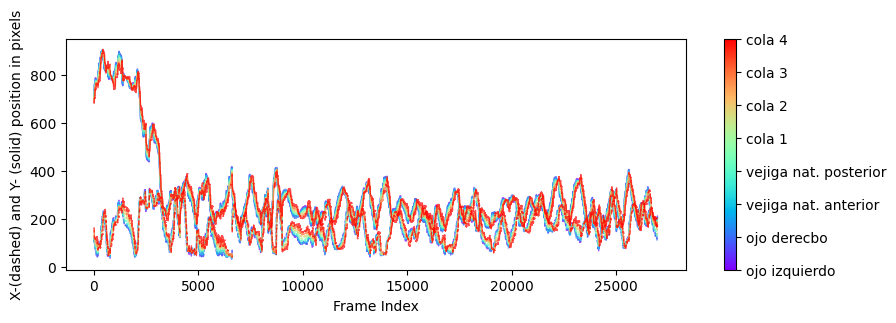 X-(dashed) and Y- (solid) position in pixels
800
600
400
200
0
0 5000 10000 15000 20000 25000
Frame Index
cola 4
cola 3
cola 2
cola 1
vejiga nat. posterior
vejiga nat. anterior
ojo derecbo
ojo izquierdo